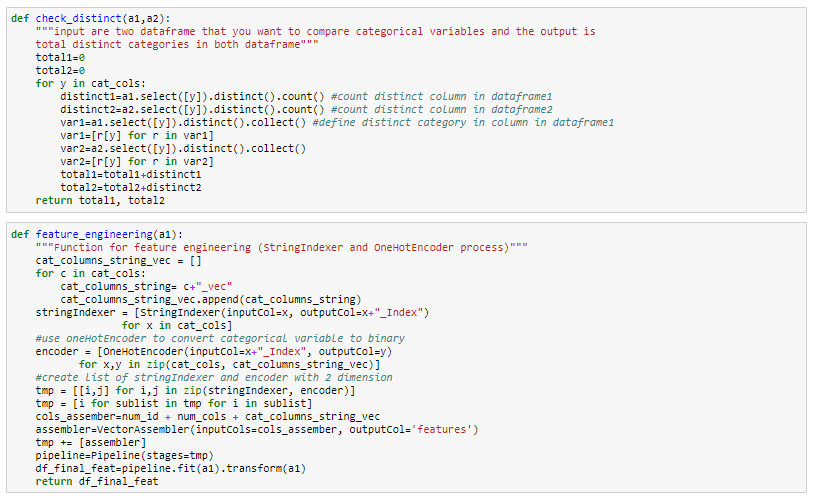 def check_distinct(a1,a2):
    """input are two dataframe that you want to compare categorical variables and the output is
    total distinct categories in both dataframe"""
    total1=0
    total2=0
    for y in cat_cols:
        distinct1=a1.select([y]).distinct().count() #count distinct column in dataframe1
        distinct2=a2.select([y]).distinct().count() #count distinct column in dataframe2
        var1=a1.select([y]).distinct().collect() #define distinct category in column in dataframe1
        var1=[r[y] for r in var1]
        var2=a2.select([y]).distinct().collect()
        var2=[r[y] for r in var2]
        total1=total1+distinct1
        total2=total2+distinct2
    return total1, total2
def feature_engineering(a1):
    """Function for feature engineering (StringIndexer and OneHotEncoder process)"""
    cat_columns_string_vec = []
    for c in cat_cols:
        cat_columns_string= c+"_vec"
        cat_columns_string_vec.append(cat_columns_string)
    stringIndexer = [StringIndexer(inputCol=x, outputCol=x+"_Index")
                  for x in cat_cols]
    #use oneHotEncoder to convert categorical variable to binary
    encoder = [OneHotEncoder(inputCol=x+"_Index", outputCol=y)
           for x,y in zip(cat_cols, cat_columns_string_vec)]
    #create list of stringIndexer and encoder with 2 dimension
    tmp = [[i,j] for i,j in zip(stringIndexer, encoder)]
    tmp = [i for sublist in tmp for i in sublist]
    cols_assember=num_id + num_cols + cat_columns_string_vec
    assembler=VectorAssembler(inputCols=cols_assember, outputCol='features')
    tmp += [assembler]
    pipeline=Pipeline(stages=tmp)
    df_final_feat=pipeline.fit(a1).transform(a1)
    return df_final_feat